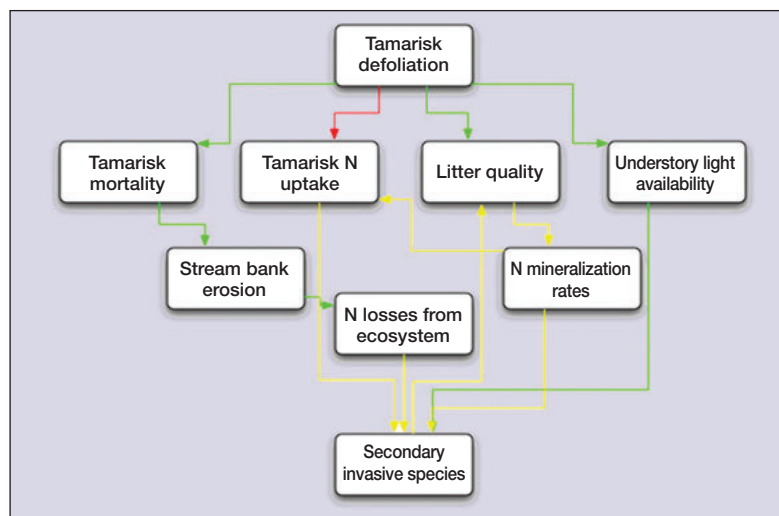 Tamarisk
defoliation
Tamarisk
mortality
Tamarisk N
uptake
Litter quality
Understory light
availability
Stream bank
erosion
N mineralization
rates
N losses from
ecosystem
Secondary
invasive species